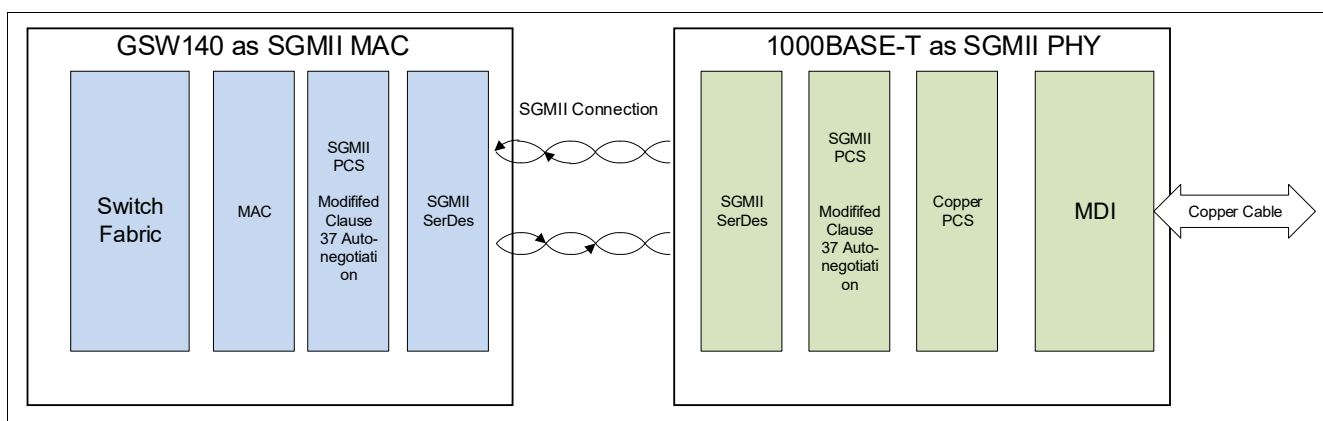 GSW140 as SGMII MAC
Switch
Fabric
MAC
SGMII
PCS
Modififed
Clause
37 Auto-
negotiati
on
SGMII
SerDes
SGMII Connection
1000BASE-T as SGMII PHY
SGMII
SerDes
SGMII
PCS
Modififed
Clause
37 Auto-
negotiati
on
Copper
PCS
MDI
Copper Cable